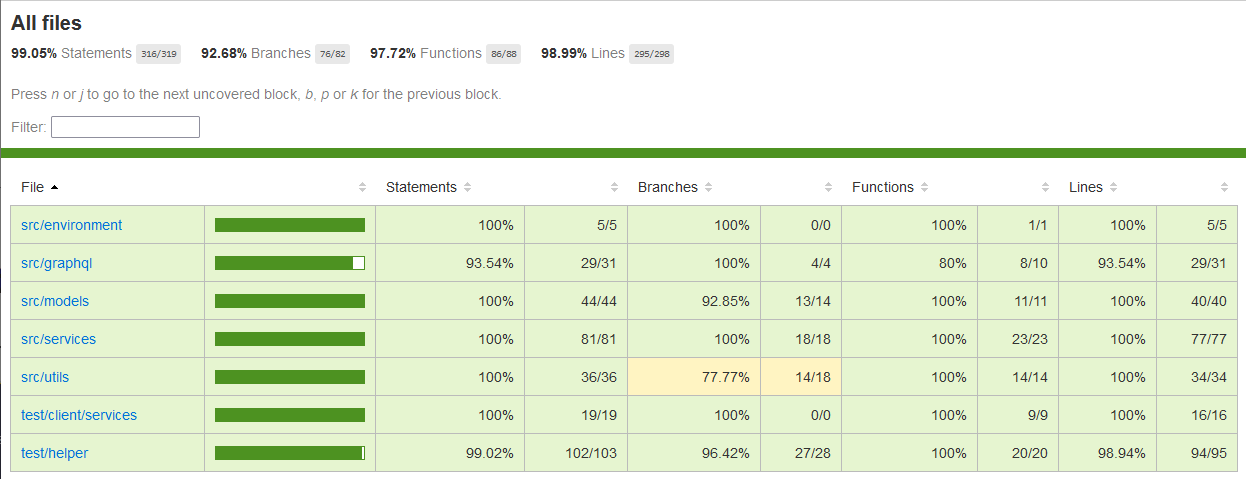 All files
99.05% Statements 316/319 92.68% Branches 76/82 97.72% Functions 86/88 98.99% Lines 295/298
Press n or j to go to the next uncovered block, b, p or k for the previous block.
Filter:
File Statements Branches Functions Lines
src/environment 100% 5/5 100% 0/0 100% 1/1 100% 5/5
src/graphql 93.54% 29/31 100% 4/4 80% 8/10 93.54% 29/31
src/models 100% 44/44 92.85% 13/14 100% 11/11 100% 40/40
src/services 100% 81/81 100% 18/18 100% 23/23 100% 77/77
src/utils 100% 36/36 77.77% 14/18 100% 14/14 100% 34/34
test/client/services 100% 19/19 100% 0/0 100% 9/9 100% 16/16
test/helper 99.02% 102/103 96.42% 27/28 100% 20/20 98.94% 94/95